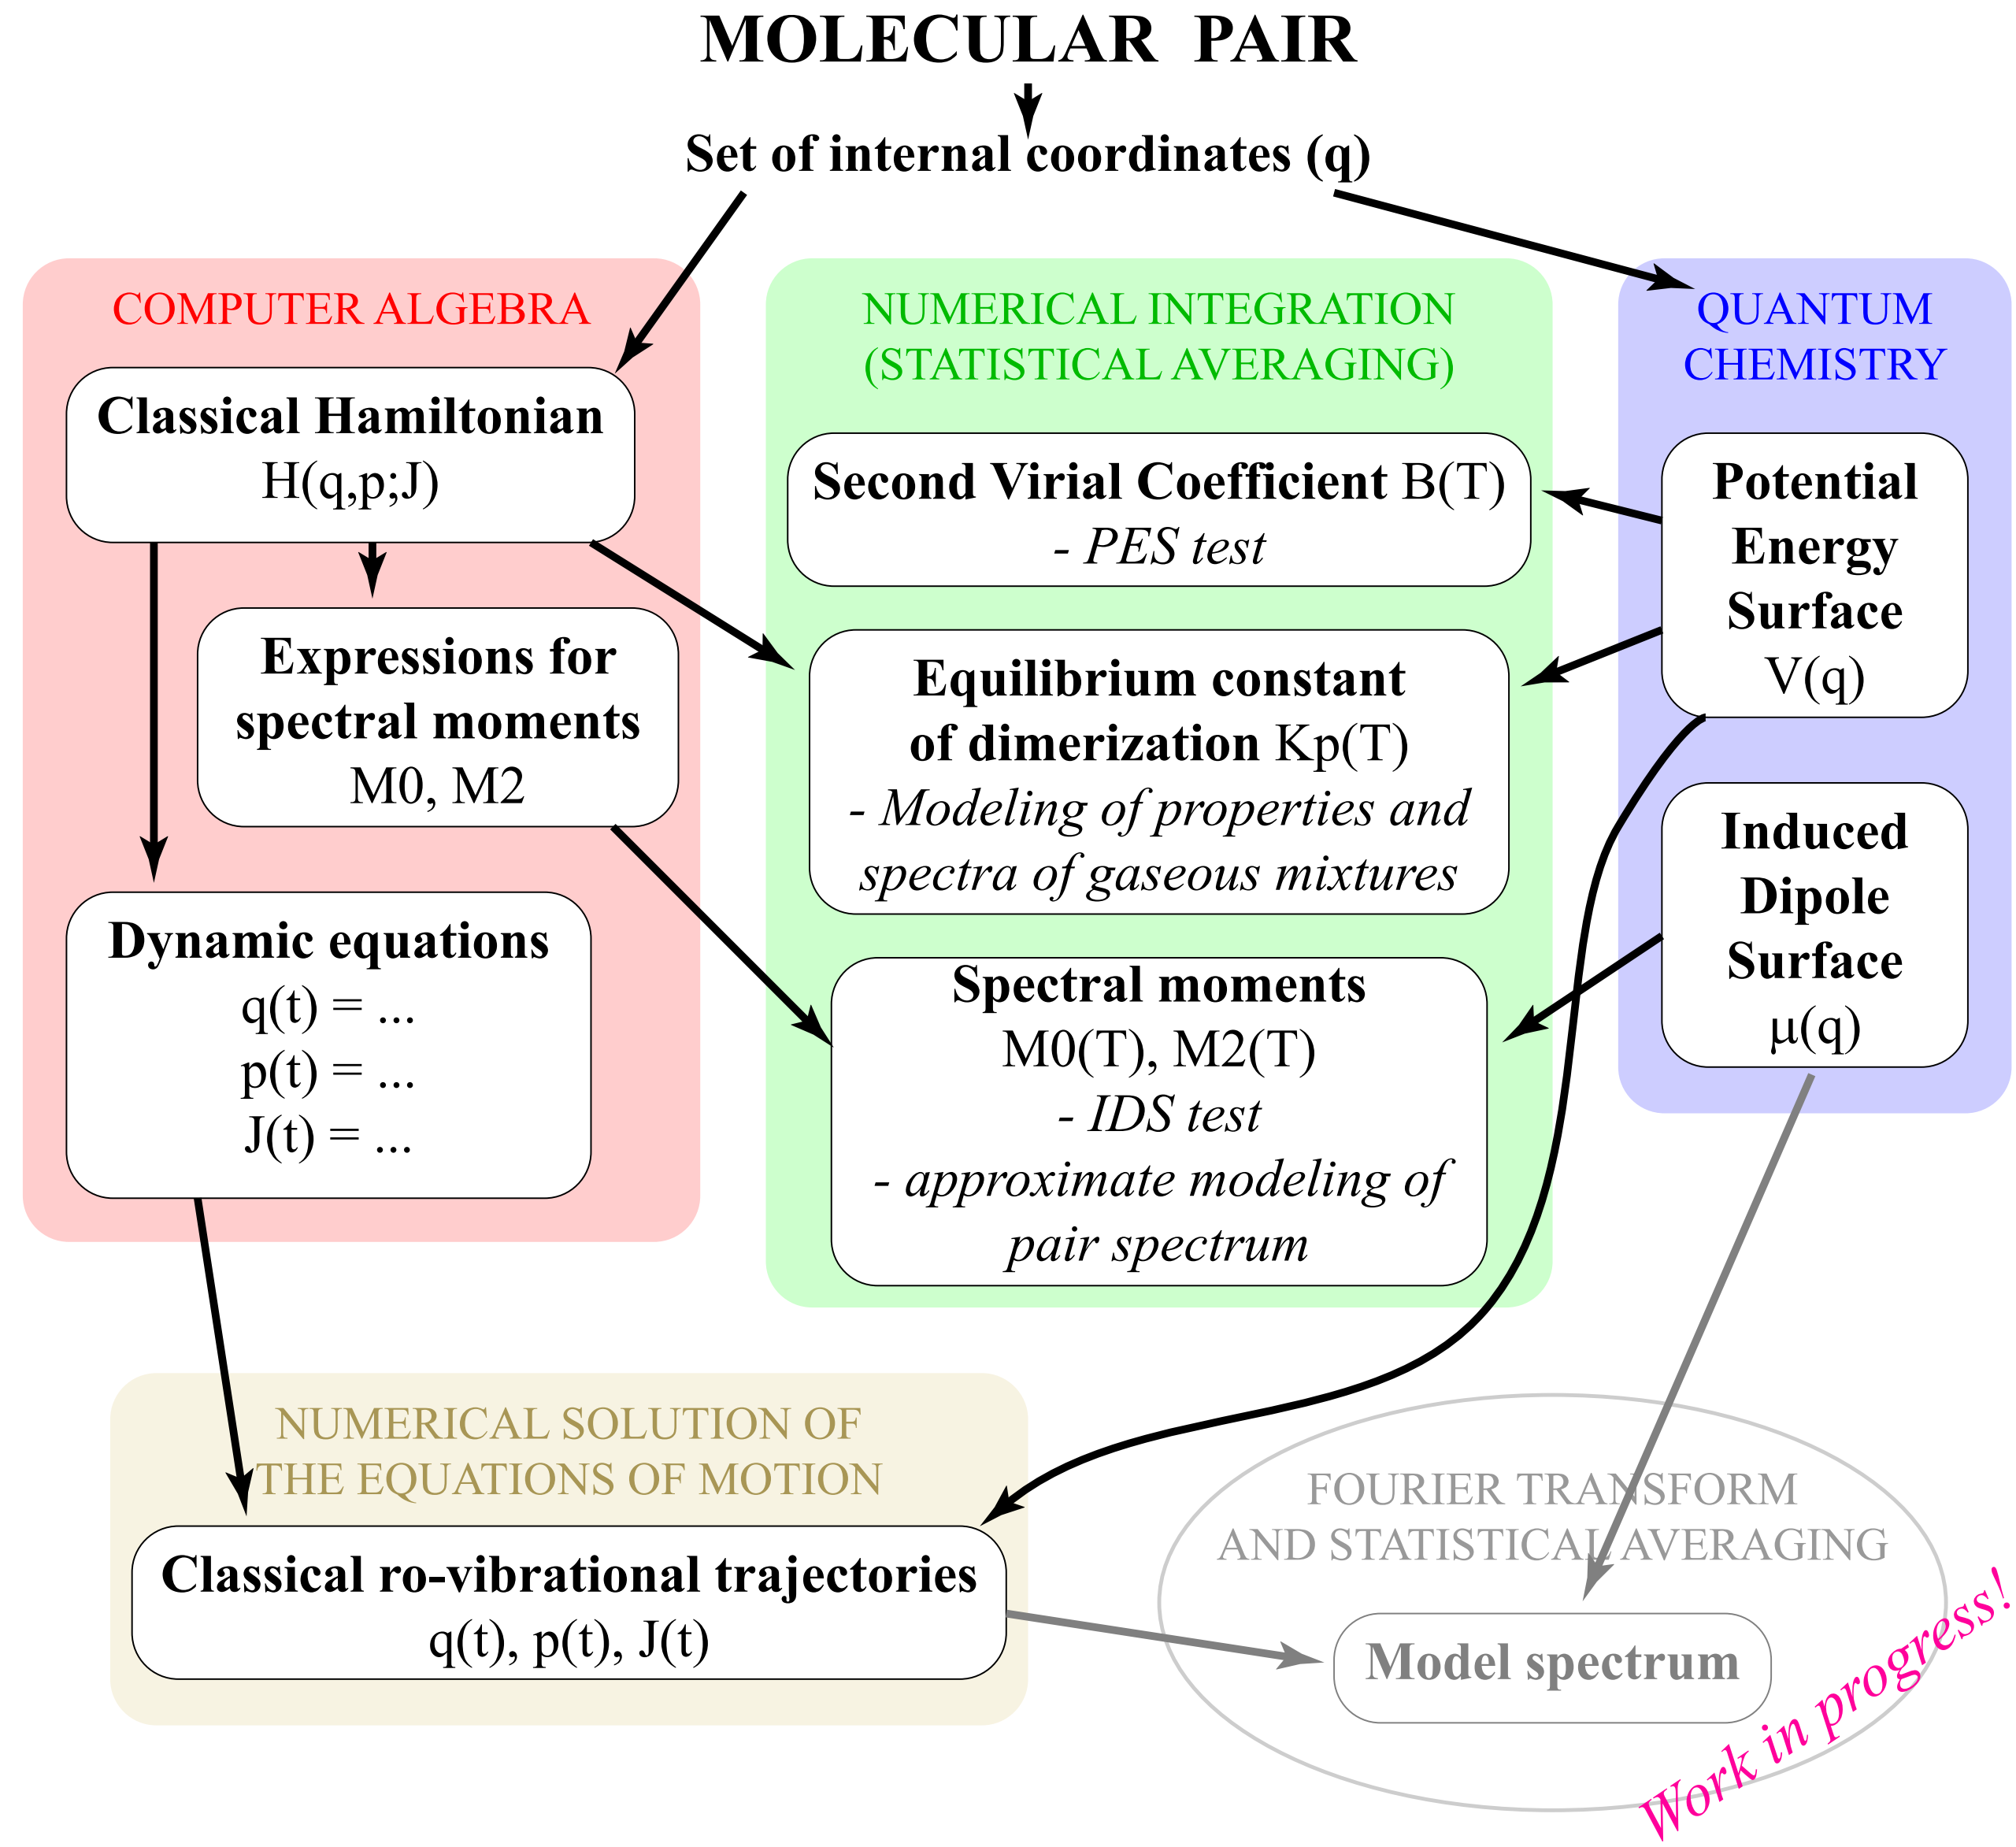 MOLECULAR PAIR
Set of internal coordinates (q)
COMPUTER ALGEBRA
Classical Hamiltonian
H(q,p;J)
Expressions for
spectral moments
M0, M2
Dynamic equations
q(t) = ...
p(t) = ...
J(t) = ...
NUMERICAL INTEGRATION
(STATISTICAL AVERAGING)
Second Virial Coefficient B(T)
- PES test
Equilibrium constant
of dimerization Kp(T)
- Modeling of properties and
spectra of gaseous mixtures
Spectral moments
M0(T), M2(T)
- IDS test
- approximate modeling of
pair spectrum
QUANTUM
CHEMISTRY
Potential
Energy
Surface
V(q)
Induced
Dipole
Surface
μ(q)
NUMERICAL SOLUTION OF
THE EQUATIONS OF MOTION
Classical ro-vibrational trajectories
q(t), p(t), J(t)
FOURIER TRANSFORM
AND STATISTICAL AVERAGING
Model spectrum
Work in progress!